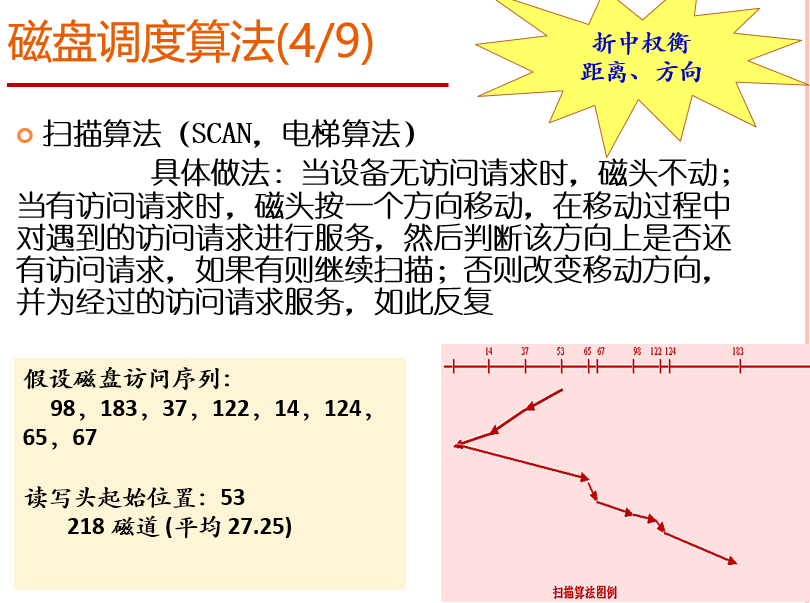 磁盘调度算法(4/9)
折中权衡
距离、方向
扫描算法（SCAN，电梯算法）
具体做法：当设备无访问请求时，磁头不动；
当有访问请求时，磁头按一个方向移动，在移动过程中
对遇到的访问请求进行服务，然后判断该方向上是否还
有访问请求，如果有则继续扫描；否则改变移动方向，
并为经过的访问请求服务，如此反复
假设磁盘访问序列：
98，183，37，122，14，124，
65，67
读写头起始位置：53
218 磁道 (平均 27.25)
14 37 53 65 67 98 122 124 183
扫描算法图例